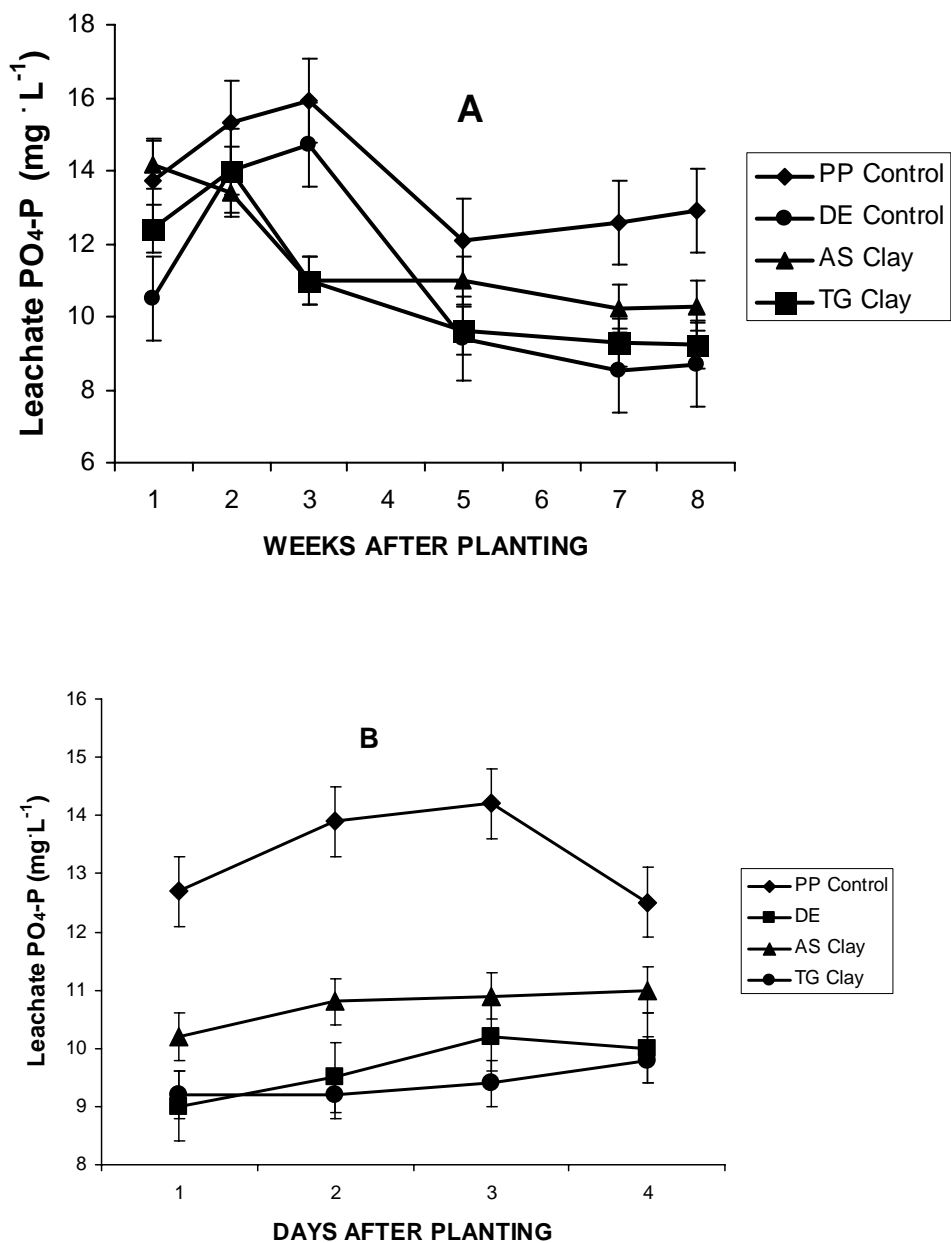 18
16
14
12
10
8
6
Leachate PO4-P (mg · L-1)
A
PP Control
DE Control
AS Clay
TG Clay
1 2 3 4 5 6 7 8
WEEKS AFTER PLANTING
16
15
14
13
12
11
10
9
8
Leachate PO4-P (mg·L-1)
B
PP Control
DE
AS Clay
TG Clay
1 2 3 4
DAYS AFTER PLANTING